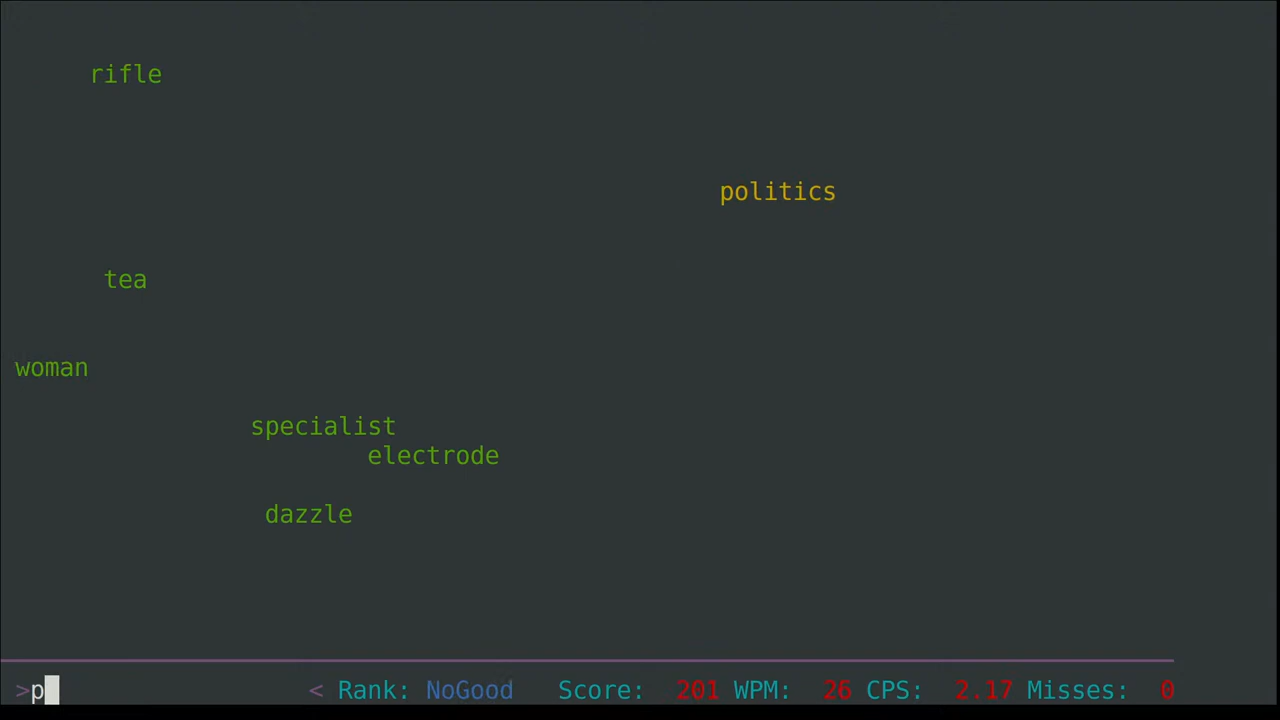 rifle
politics
tea
woman
specialist
electrode
dazzle
>p < Rank: NoGood Score: 201 WPM: 26 CPS: 2.17 Misses: 0